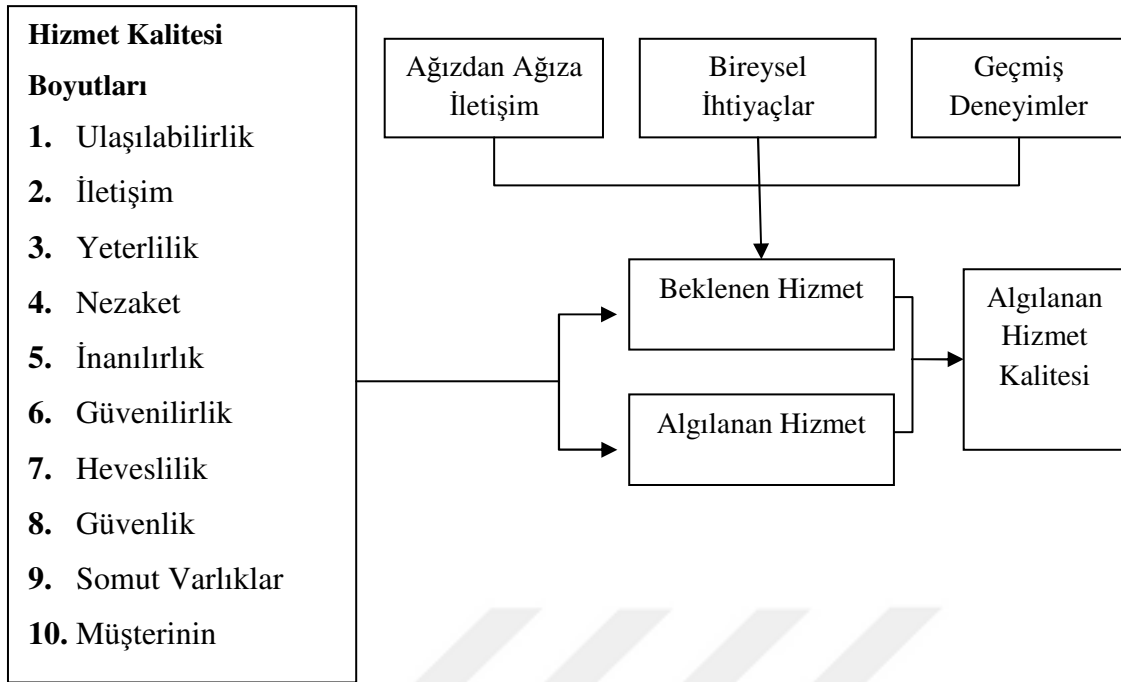 Hizmet Kalitesi
Boyutları
1. Ulaşılabilirlik
2. İletişim
3. Yeterlilik
4. Nezaket
5. İnanılırlık
6. Güvenilirlik
7. Heveslilik
8. Güvenlik
9. Somut Varlıklar
10. Müşterinin
Ağızdan Ağıza
İletişim
Bireysel
İhtiyaçlar
Geçmiş
Deneyimler
Beklenen Hizmet
Algılanan Hizmet
Algılanan
Hizmet
Kalitesi